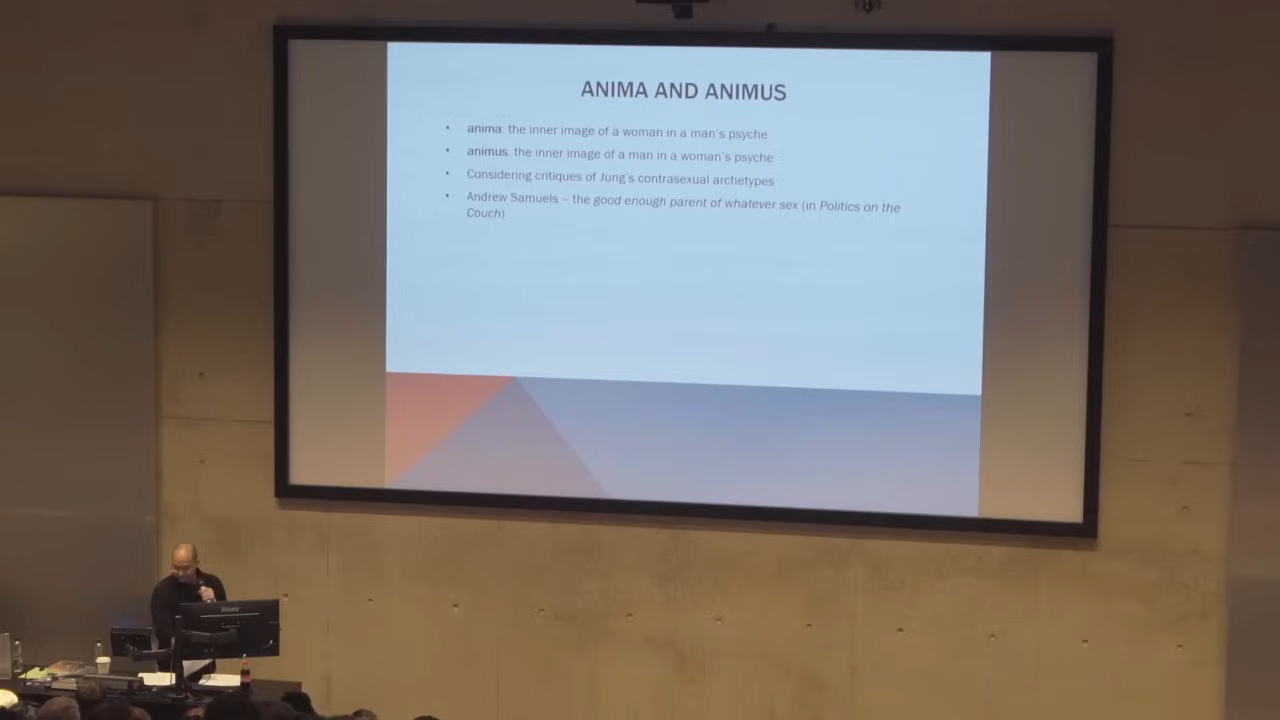 ANIMA AND ANIMUS
• anima: the inner image of a woman in a man's psyche
• animus: the inner image of a man in a woman's psyche
• Considering critiques of Jung's contrasexual archetypes
• Andrew Samuels – the good enough parent of whatever sex (in Politics on the
Couch)